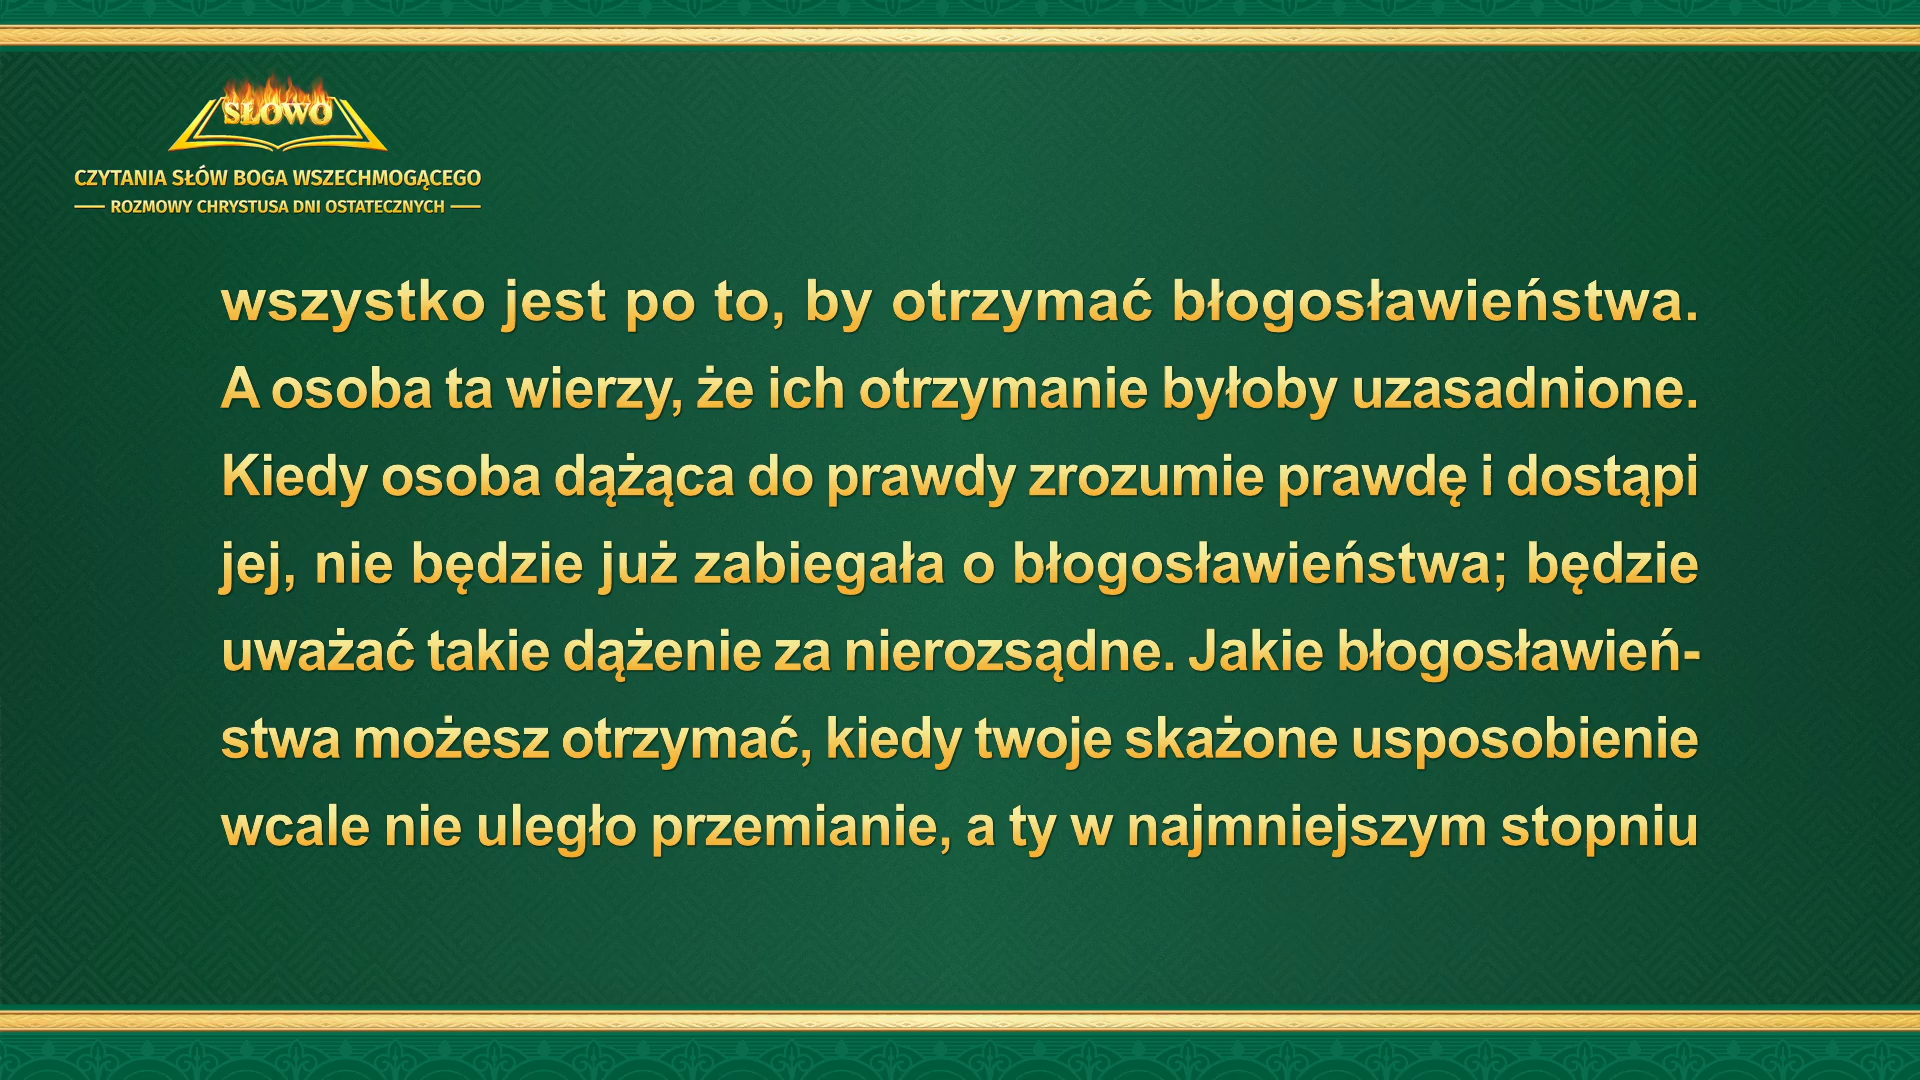 SŁOWO
CZYTANIA SŁÓW BOGA WSZECHMOGĄCEGO
ROZMOWY CHRYSTUSA DNI OSTATECZNYCH
wszystko jest po to, by otrzymać błogosławieństwa.
A osoba ta wierzy, że ich otrzymanie byłoby uzasadnione.
Kiedy osoba dążąca do prawdy zrozumie prawdę i dostąpi
jej, nie będzie już zabiegała o błogosławieństwa; będzie
uważać takie dążenie za nierozsądne. Jakie błogosławień-
stwa możesz otrzymać, kiedy twoje skażone usposobienie
wcale nie uległo przemianie, a ty w najmniejszym stopniu